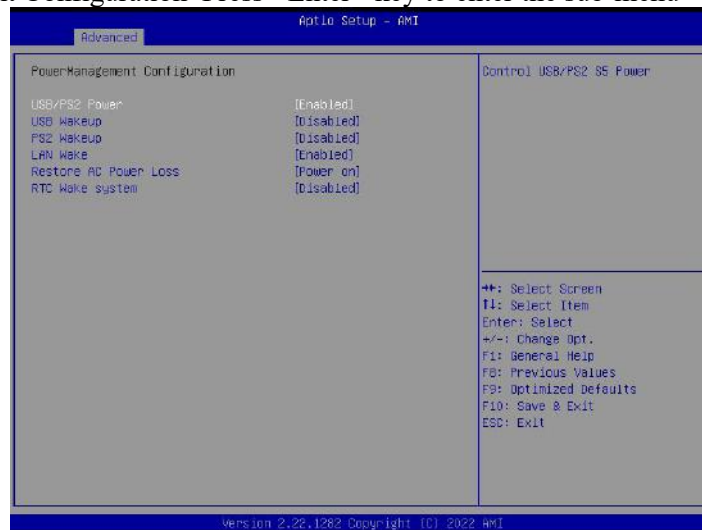 Configuration Press "Enter" key to enter the sub-menu
Aptio Setup - AMI
Advanced
PowerManagement Configuration
USB/PS2 Power [Enabled]
USB Wakeup [Disabled]
PS2 Wakeup [Disabled]
LAN Wake [Enabled]
Restore AC Power Loss [Power on]
RTC Wake system [Disabled]
Control USB/PS2 S5 Power
→←: Select Screen
↑↓: Select Item
Enter: Select
+/-: Change Opt.
F1: General Help
F8: Previous Values
F9: Optimized Defaults
F10: Save & Exit
ESC: Exit
Version 2.22.1282 Copyright (C) 2022 AMI